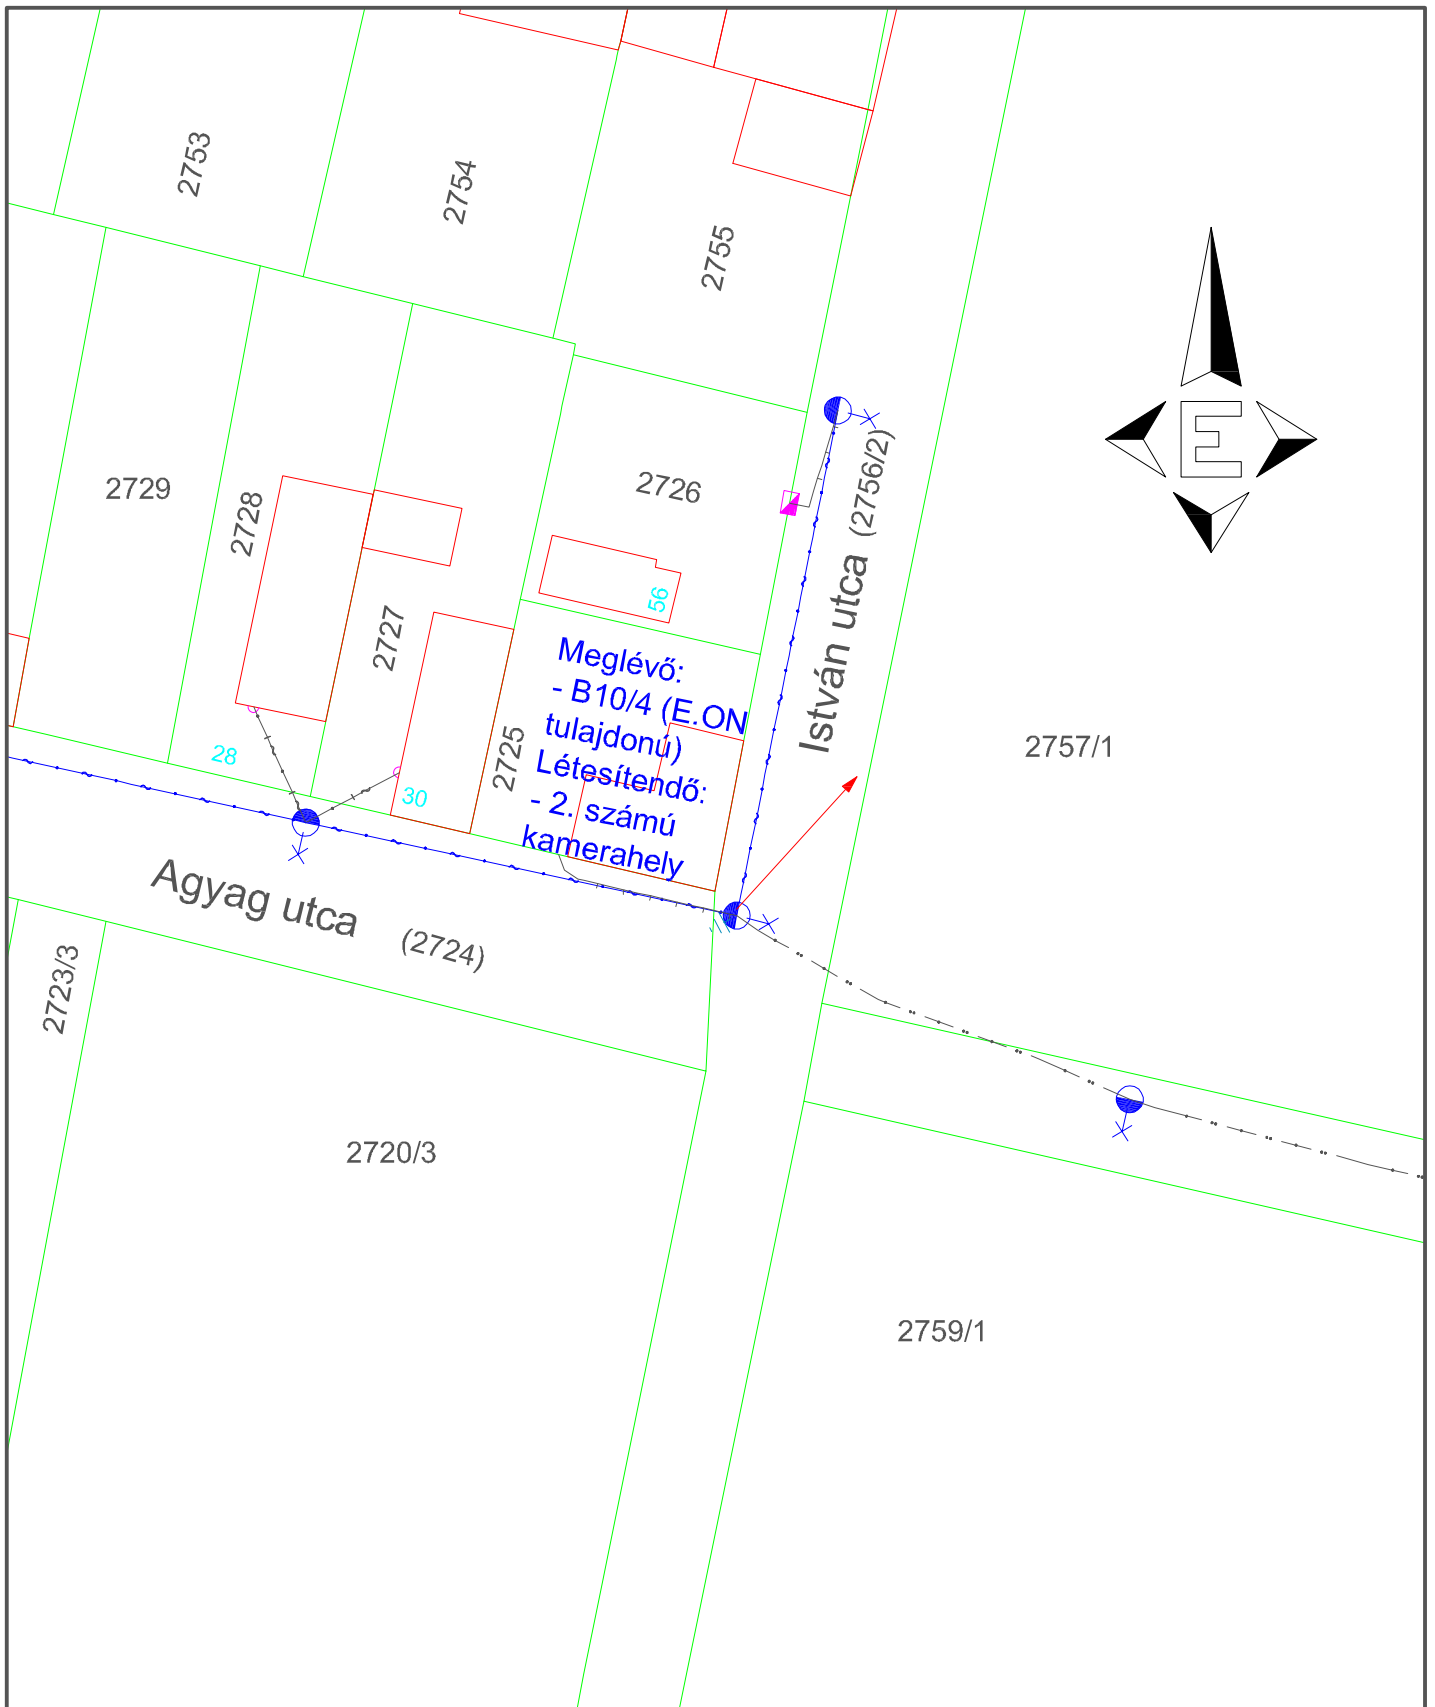 2753
2754
2755
E
2729
2728
2726
56
2727
2725
Meglévő:
- B10/4 (E.ON
tulajdonú)
Létesítendő:
- 2. számú
kamerahely
István utca (2756/2)
2757/1
28
30
Agyag utca (2724)
2723/3
2720/3
2759/1